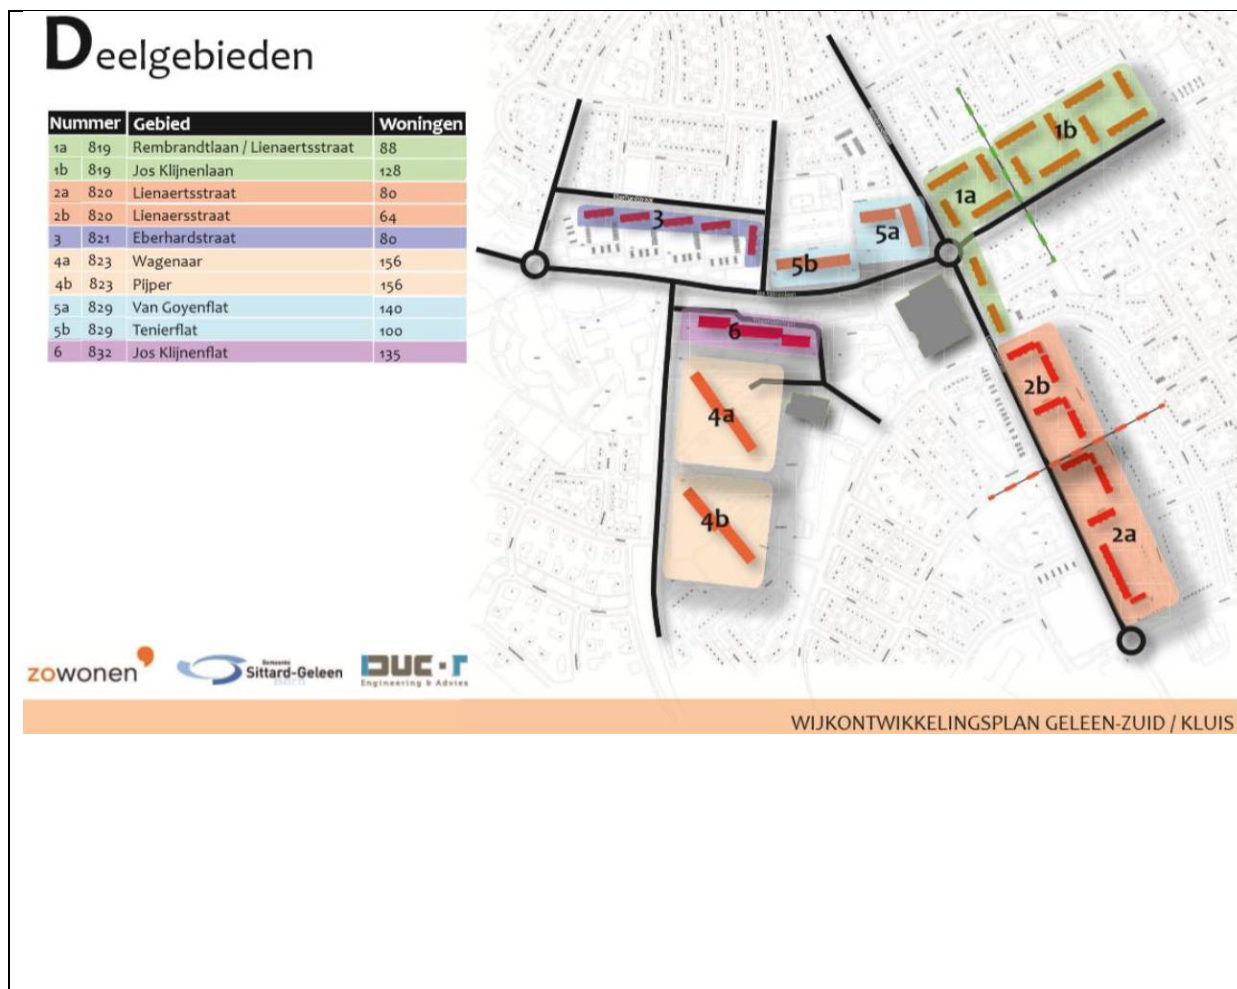 Deelgebieden
Nummer Gebied Woningen
1a 819 Rembrandtlaan / Lienaertsstraat 88
1b 819 Jos Klijnenlaan 128
2a 820 Lienaertsstraat 80
2b 820 Lienaersstraat 64
3 821 Eberhardstraat 80
4a 823 Wagenaar 156
4b 823 Pijper 156
5a 829 Van Goyenflat 140
5b 829 Tenierflat 100
6 832 Jos Klijnenflat 135
1b
1a
3
5a
5b
6
2b
4a
4b
2a
zowonen
Gemeente
Sittard-Geleen
Engineering & Advies
WIJKONTWIKKELINGSPLAN GELEEN-ZUID / KLUIS